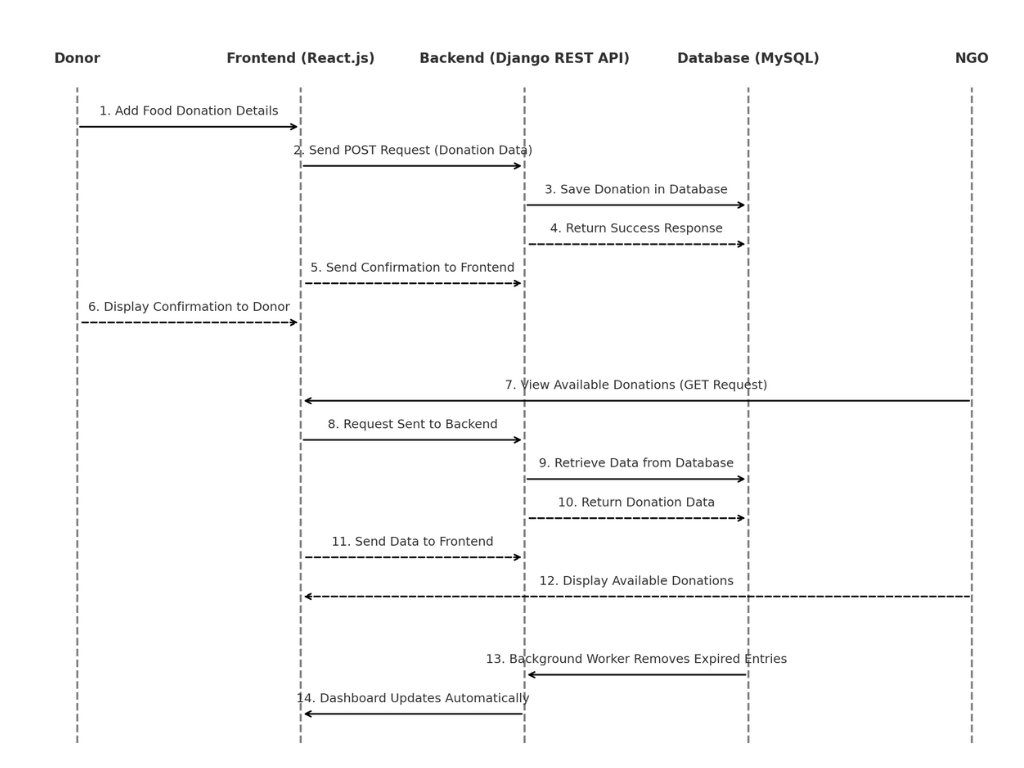 Donor
Frontend (React.js)
Backend (Django REST API)
Database (MySQL)
NGO
1. Add Food Donation Details
2. Send POST Request (Donation Data)
3. Save Donation in Database
4. Return Success Response
5. Send Confirmation to Frontend
6. Display Confirmation to Donor
7. View Available Donations (GET Request)
8. Request Sent to Backend
9. Retrieve Data from Database
10. Return Donation Data
11. Send Data to Frontend
12. Display Available Donations
13. Background Worker Removes Expired Entries
14. Dashboard Updates Automatically